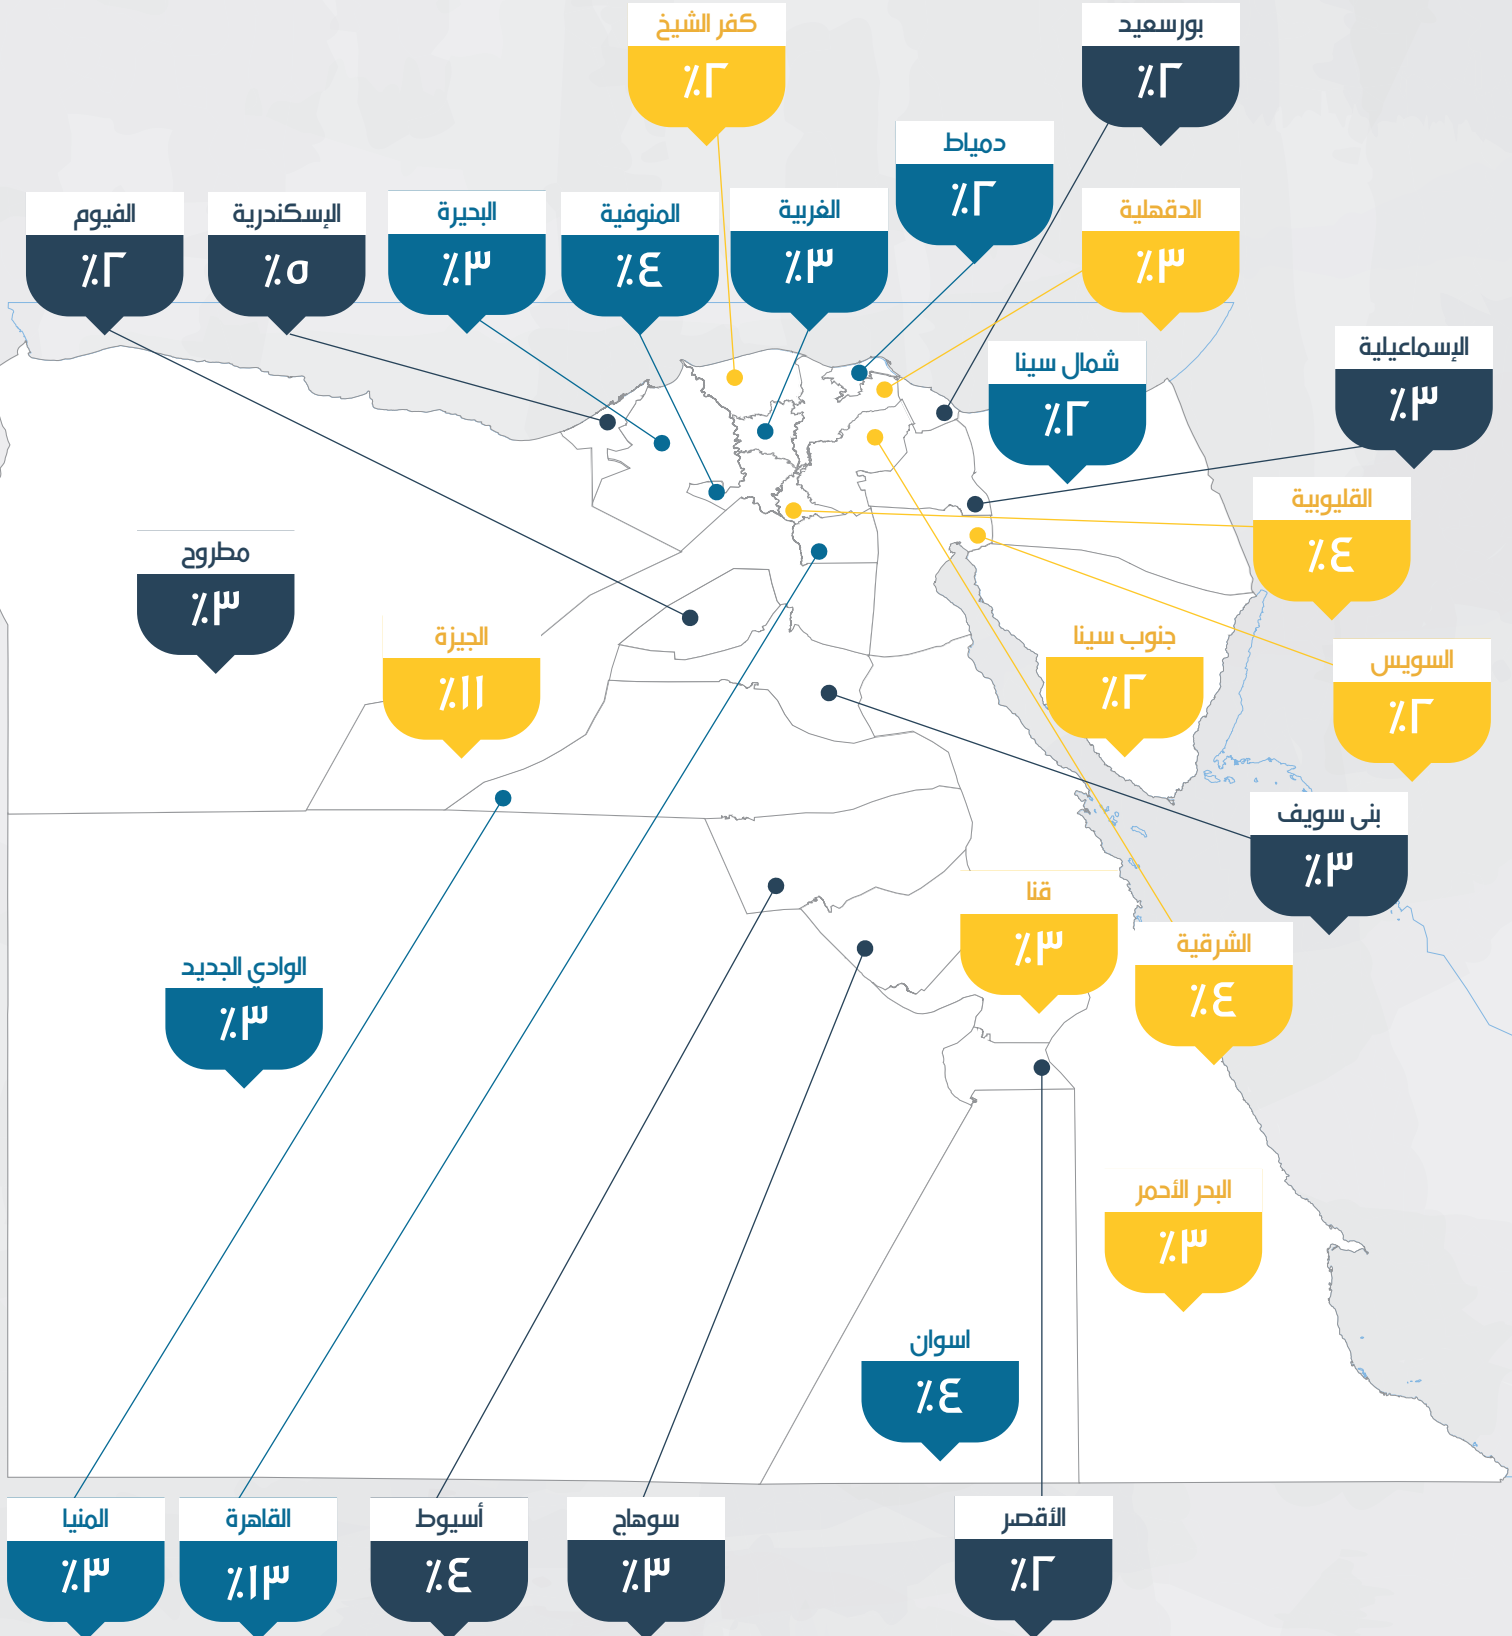 كفر الشيخ
٪٢
بورسعيد
٪٢
دمياط
٪٢
الدقهلية
٪٣
الغربية
٪٣
المنوفية
٪٤
البحيرة
٪٣
الإسكندرية
٪٥
الفيوم
٪٢
الإسماعيلية
٪٣
شمال سينا
٪٢
القليوبية
٪٤
مطروح
٪٣
الجيزة
٪١١
جنوب سينا
٪٢
السويس
٪٢
بنى سويف
٪٣
قنا
٪٣
الشرقية
٪٤
الوادي الجديد
٪٣
البحر الأحمر
٪٣
اسوان
٪٤
الأقصر
٪٢
سوهاج
٪٣
أسيوط
٪٤
القاهرة
٪١٣
المنيا
٪٣